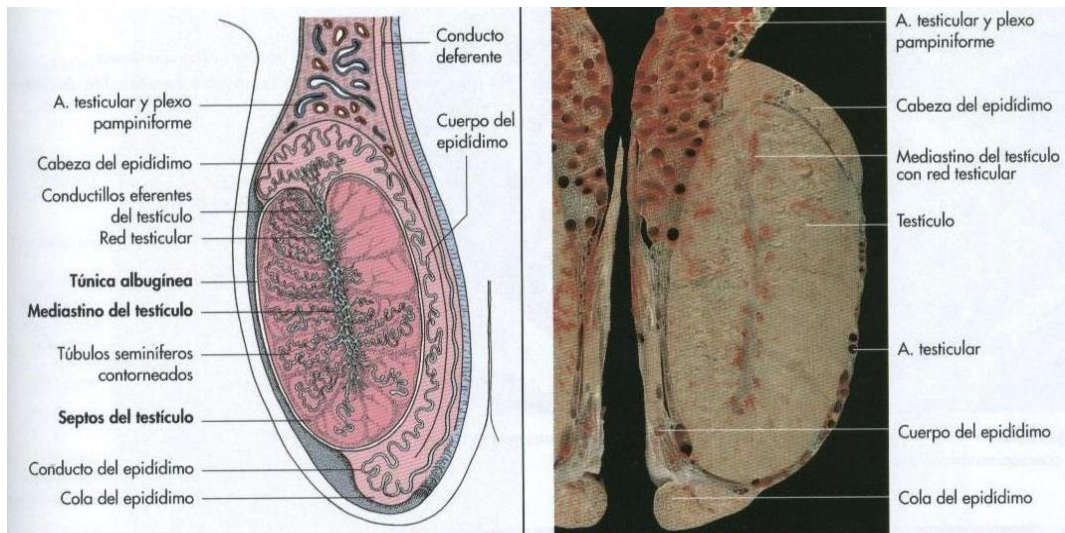 Conducto
deferente
A. testicular y plexo
pampiniforme
Cuerpo del
epidídimo
Cabeza del epidídimo
Conductillos eferentes
del testículo
Red testicular
Túnica albugínea
Mediastino del testículo
Túbulos seminíferos
contorneados
Septos del testículo
Conducto del epidídimo
Cola del epidídimo
A. testicular y plexo
pampiniforme
Cabeza del epidídimo
Mediastino del testículo
con red testicular
Testículo
A. testicular
Cuerpo del epidídimo
Cola del epidídimo